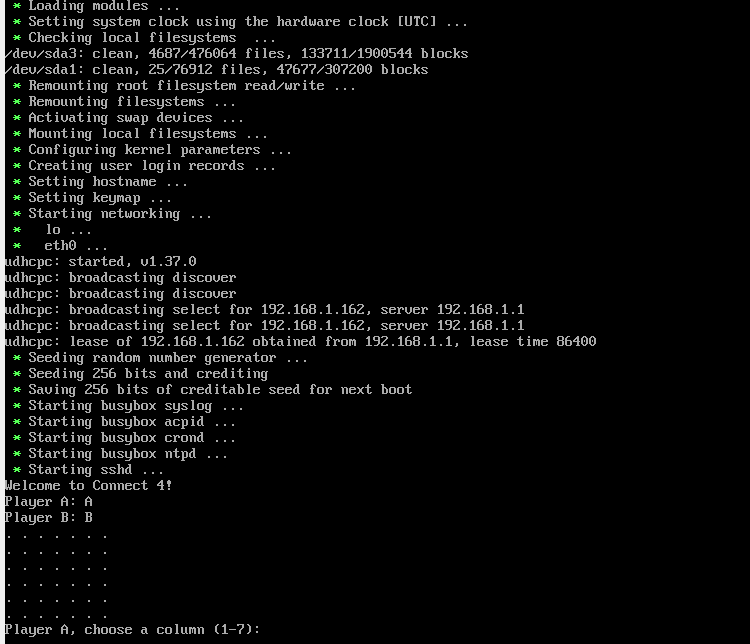 * Loading modules ...
* Setting system clock using the hardware clock [UTC] ...
* Checking local filesystems  ...
/dev/sda3: clean, 4687/476064 files, 133711/1900544 blocks
/dev/sda1: clean, 25/76912 files, 47677/307200 blocks
* Remounting root filesystem read/write ...
* Remounting filesystems ...
* Activating swap devices ...
* Mounting local filesystems ...
* Configuring kernel parameters ...
* Creating user login records ...
* Setting hostname ...
* Setting keymap ...
* Starting networking ...
*   lo ...
*   eth0 ...
udhcpc: started, v1.37.0
udhcpc: broadcasting discover
udhcpc: broadcasting discover
udhcpc: broadcasting select for 192.168.1.162, server 192.168.1.1
udhcpc: broadcasting select for 192.168.1.162, server 192.168.1.1
udhcpc: lease of 192.168.1.162 obtained from 192.168.1.1, lease time 86400
* Seeding random number generator ...
* Seeding 256 bits and crediting
* Saving 256 bits of creditable seed for next boot
* Starting busybox syslog ...
* Starting busybox acpid ...
* Starting busybox crond ...
* Starting busybox ntpd ...
* Starting sshd ...
Welcome to Connect 4!
Player A: A
Player B: B
. . . . . . .
. . . . . . .
. . . . . . .
. . . . . . .
. . . . . . .
. . . . . . .
Player A, choose a column (1-7):